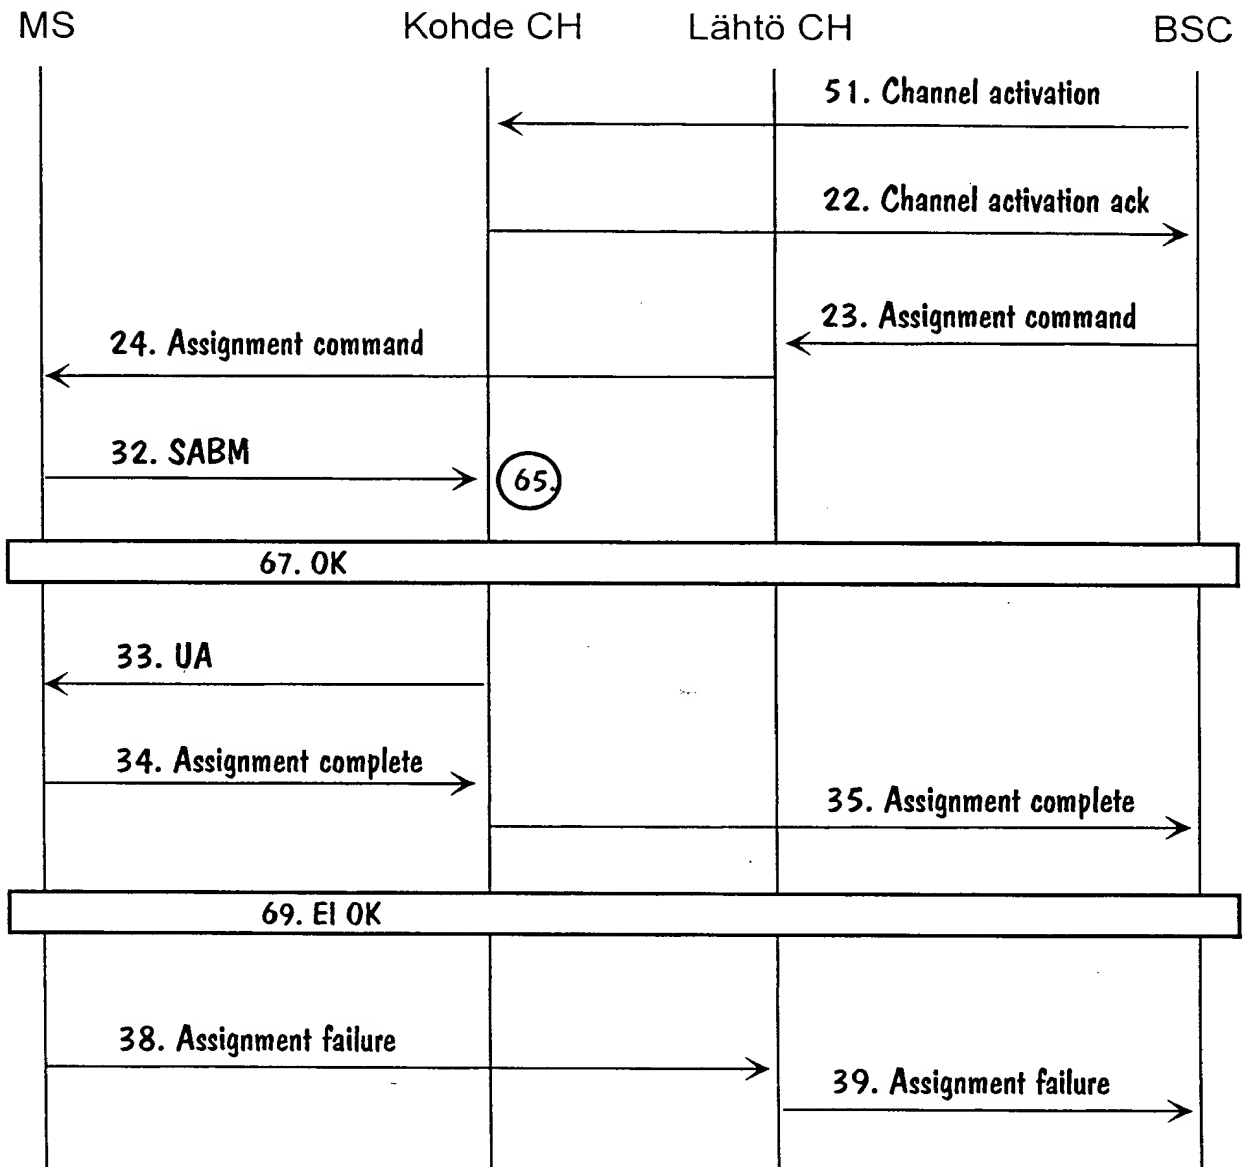 MS
Kohde CH
Lähtö CH
BSC
51. Channel activation
22. Channel activation ack
23. Assignment command
24. Assignment command
32. SABM
65.
67. OK
33. UA
34. Assignment complete
35. Assignment complete
69. EI OK
38. Assignment failure
39. Assignment failure